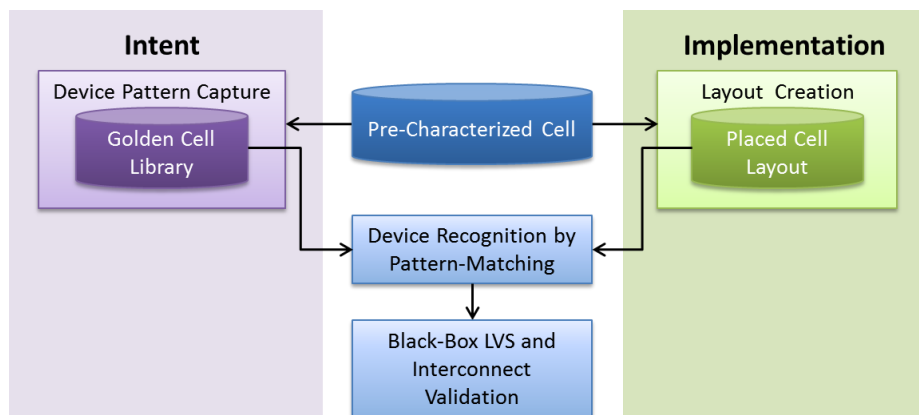 Intent
Implementation
Device Pattern Capture
Golden Cell
Library
Pre-Characterized Cell
Layout Creation
Placed Cell
Layout
Device Recognition by
Pattern-Matching
Black-Box LVS and
Interconnect
Validation